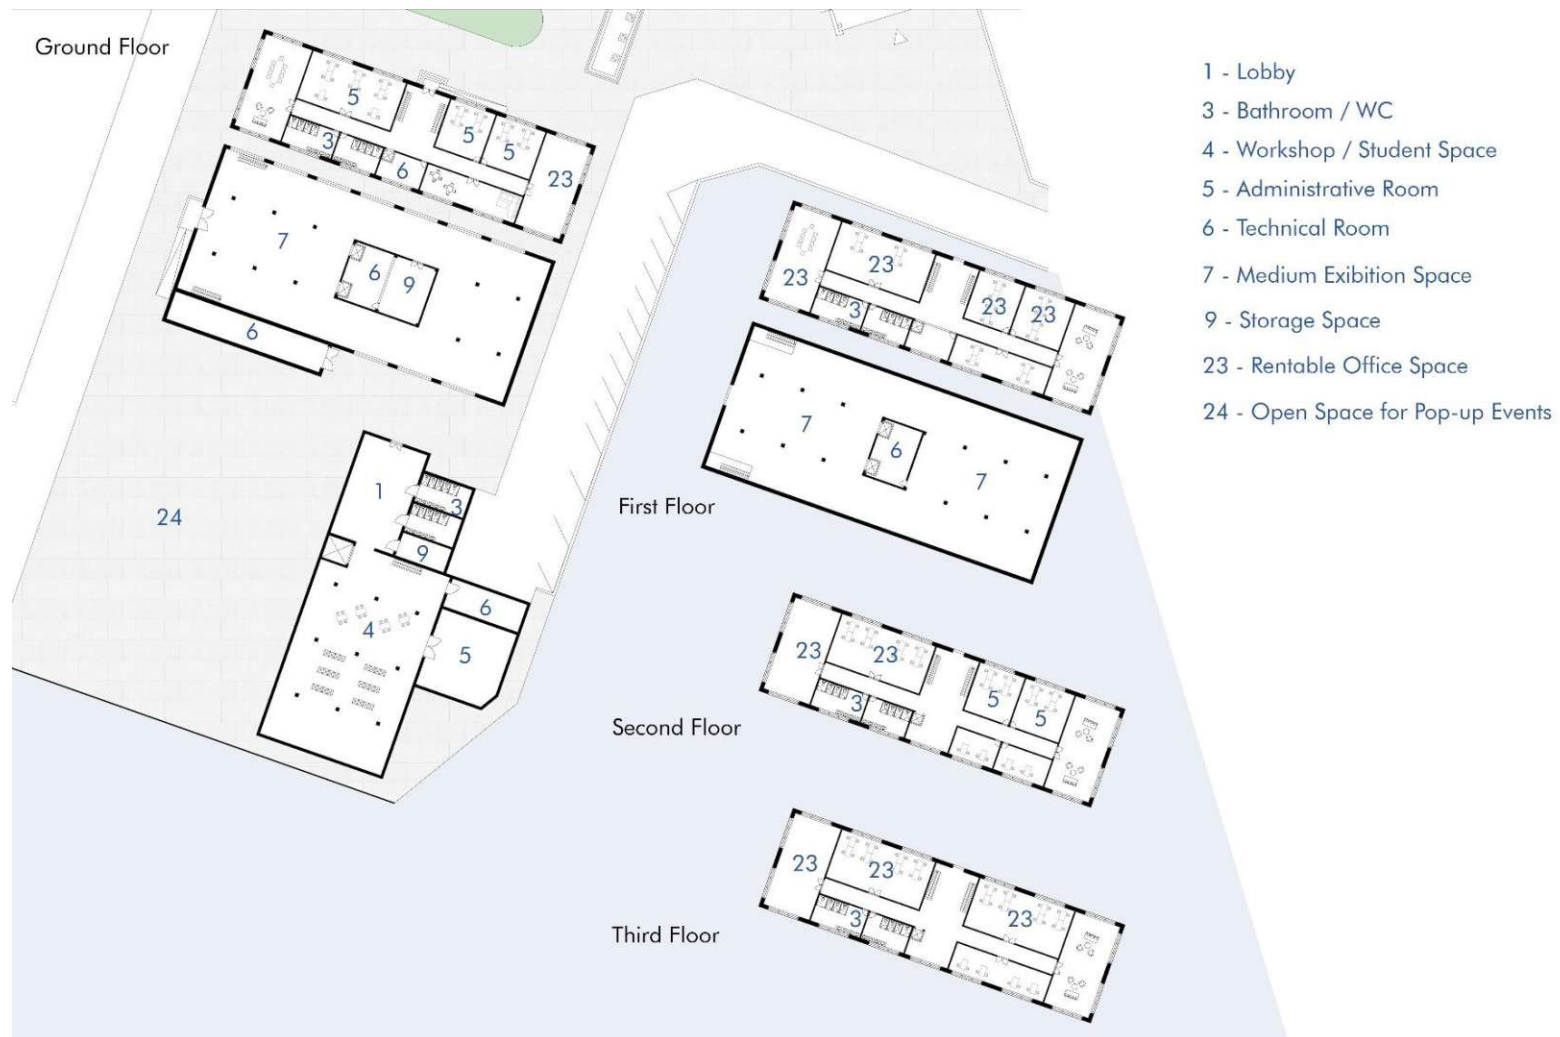 Ground Floor
5
5
5
3
6
23
7
6
9
6
1
3
9
24
4
6
5
23
23
23
23
3
7
6
7
First Floor
23
23
5
5
3
Second Floor
23
23
23
3
Third Floor
1 - Lobby
3 - Bathroom / WC
4 - Workshop / Student Space
5 - Administrative Room
6 - Technical Room
7 - Medium Exibition Space
9 - Storage Space
23 - Rentable Office Space
24 - Open Space for Pop-up Events